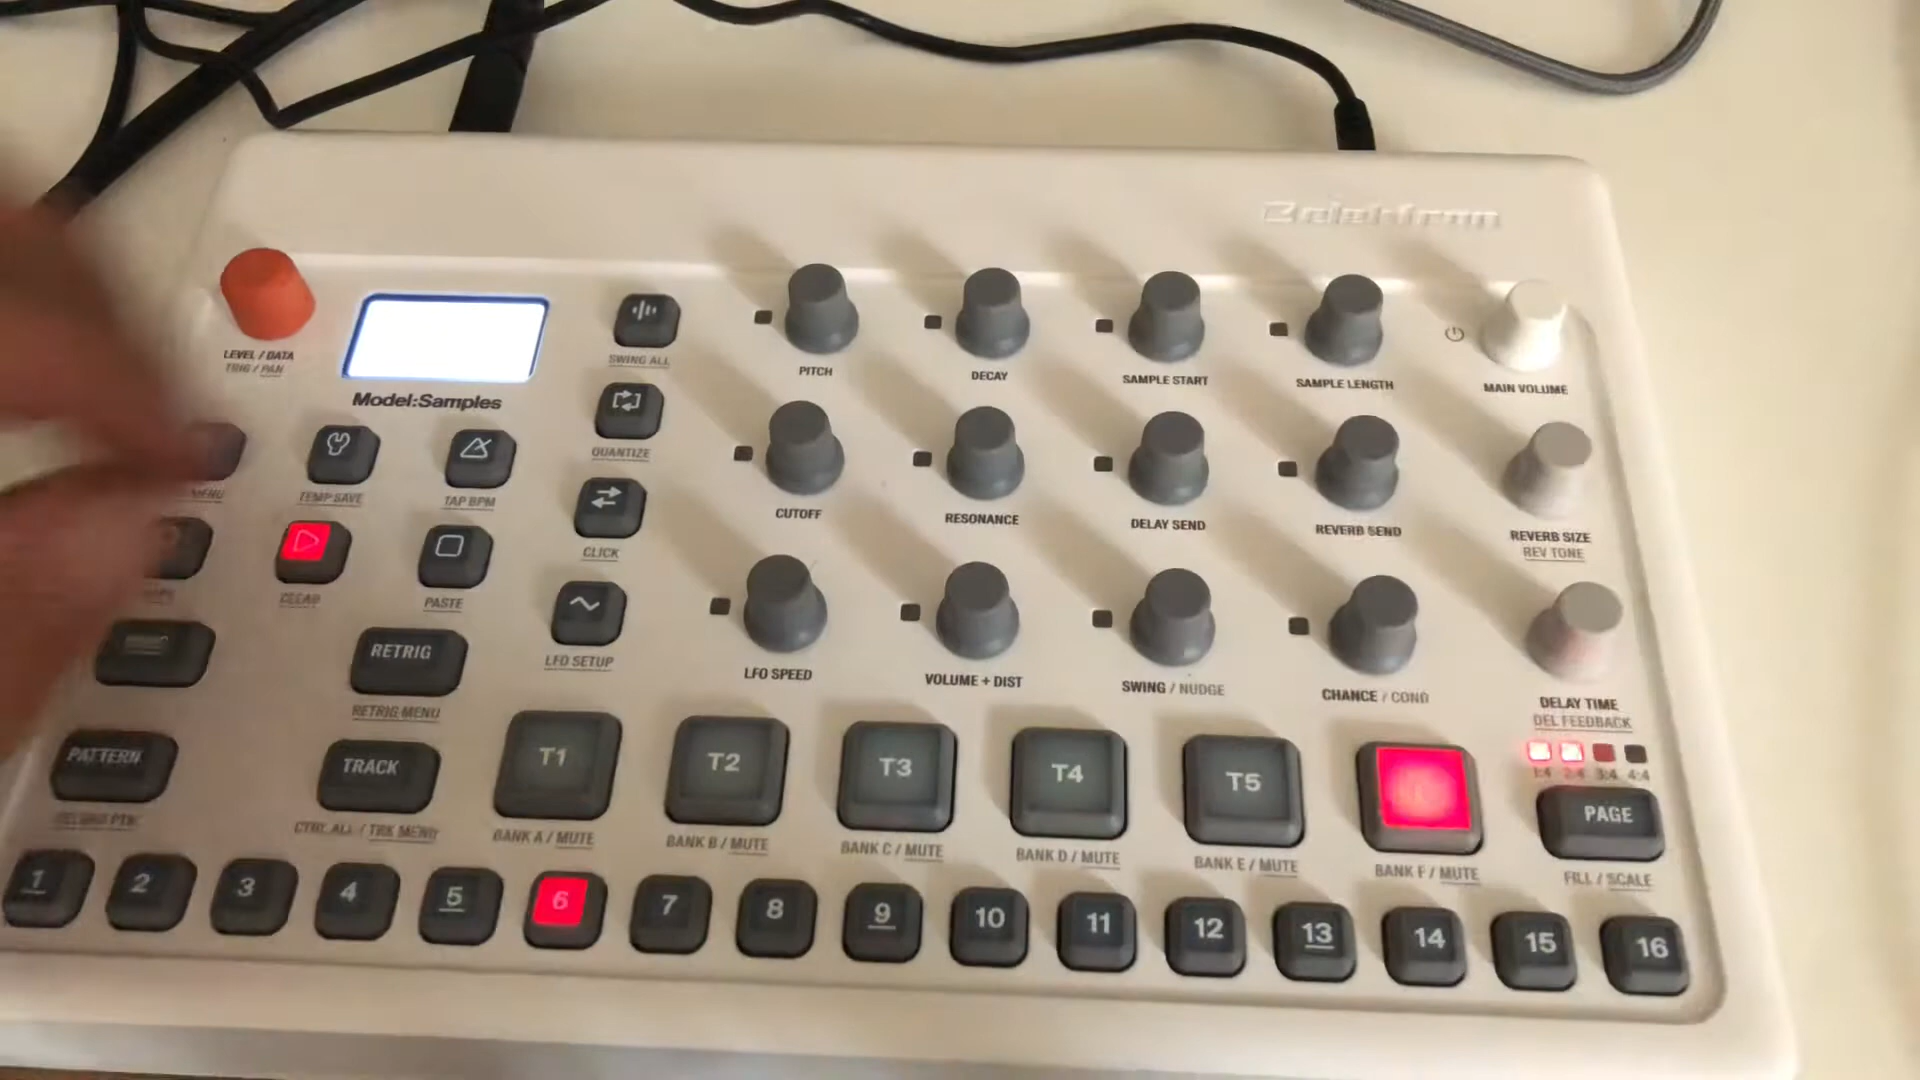 elektron
LEVEL / DATA
TRIG / PAN
Model:Samples
SWING ALL
PITCH
DECAY
SAMPLE START
SAMPLE LENGTH
MAIN VOLUME
MENU
TEMP SAVE
TAP BPM
QUANTIZE
CUTOFF
RESONANCE
DELAY SEND
REVERB SEND
REVERB SIZE
REV TONE
CLEAR
PASTE
CLICK
RETRIG
RETRIG MENU
LFO SETUP
LFO SPEED
VOLUME + DIST
SWING / NUDGE
CHANCE / COND
DELAY TIME
DEL FEEDBACK
1:4 2:4 3:4 4:4
PATTERN
TRACK
CTRL ALL / TRK MENU
T1
T2
T3
T4
T5
PAGE
BANK A / MUTE
BANK B / MUTE
BANK C / MUTE
BANK D / MUTE
BANK E / MUTE
BANK F / MUTE
FILL / SCALE
1
2
3
4
5
6
7
8
9
10
11
12
13
14
15
16